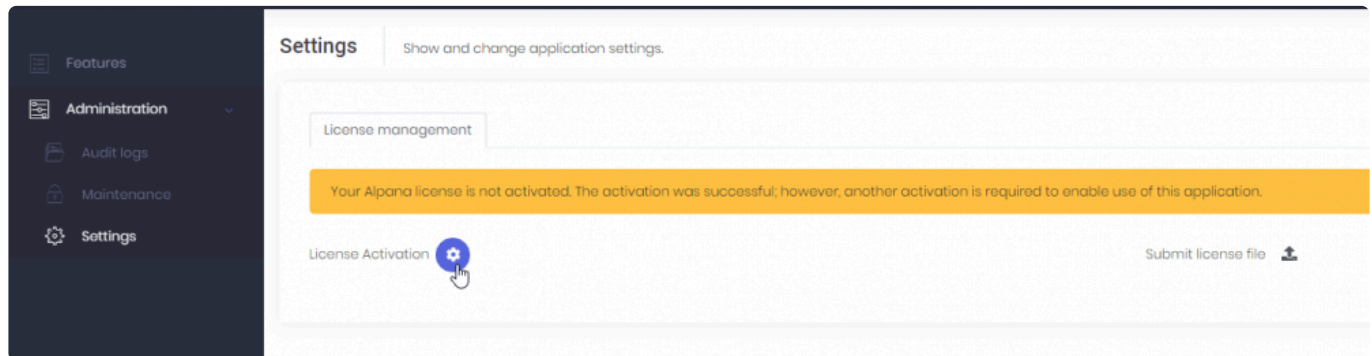 Features
Administration
Audit logs
Maintenance
Settings
Settings
Show and change application settings.
License management
Your Alpana license is not activated. The activation was successful; however, another activation is required to enable use of this application.
License Activation
Submit license file